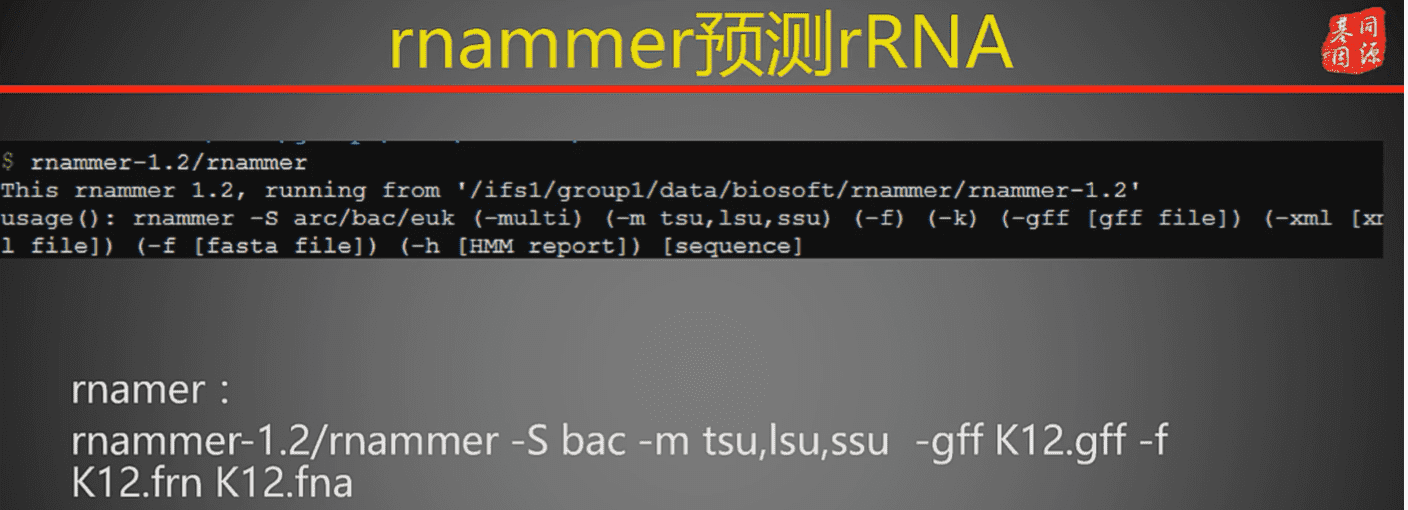 rnammer预测rRNA
基因
同源
$ rnammer-1.2/rnammer
This rnammer 1.2, running from '/ifs1/group1/data/biosoft/rnammer/rnammer-1.2'
usage(): rnammer -S arc/bac/euk (-multi) (-m tsu,lsu,ssu) (-f) (-k) (-gff [gff file]) (-xml [xm
l file]) (-f [fasta file]) (-h [HMM report]) [sequence]
rnamer：
rnammer-1.2/rnammer -S bac -m tsu,lsu,ssu  -gff K12.gff -f
K12.frn K12.fna